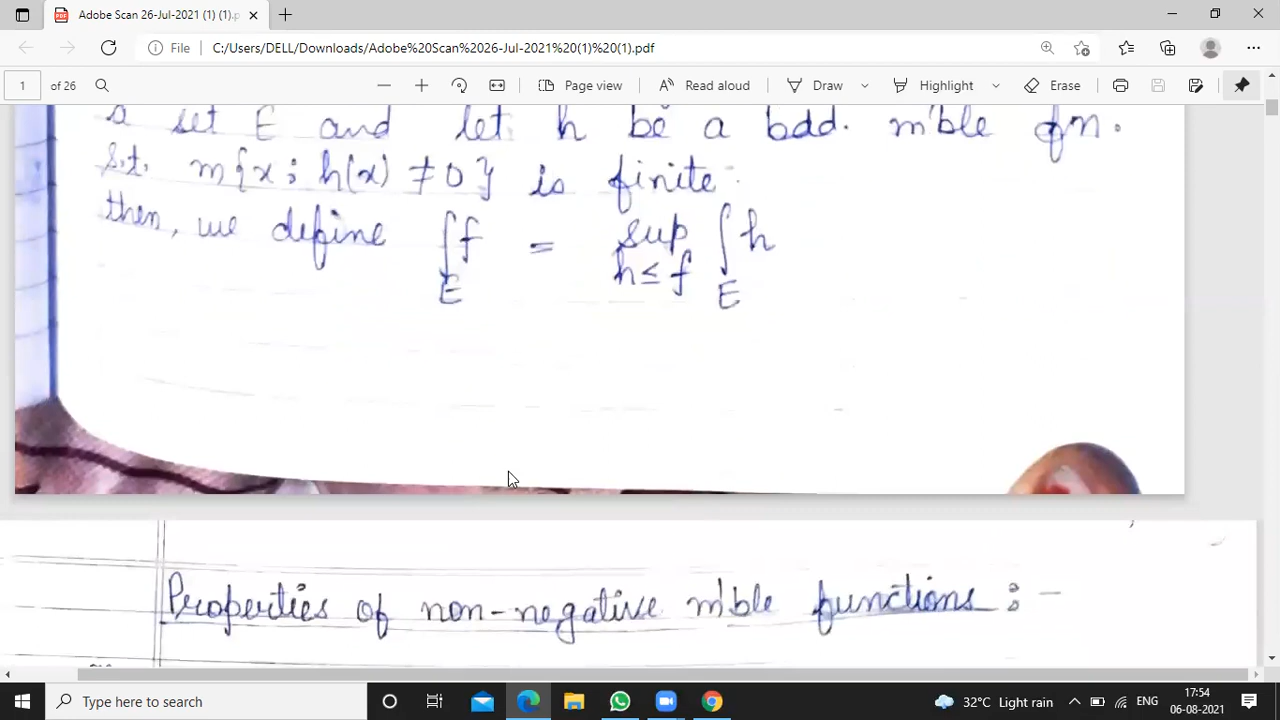 Adobe Scan 26-Jul-2021 (1) (1).p
File C:/Users/DELL/Downloads/Adobe%20Scan%2026-Jul-2021%20(1)%20(1).pdf
1 of 26 Page view Read aloud Draw Highlight Erase
a set E and let h be a bdd. m'ble fn.
s.t. m{x ; h(x) ≠ 0} is finite.
then, we define ∫_E f = sup_{h ≤ f} ∫_E h
Properties of non-negative m'ble functions :-
Type here to search 32°C Light rain ENG 17:54
06-08-2021